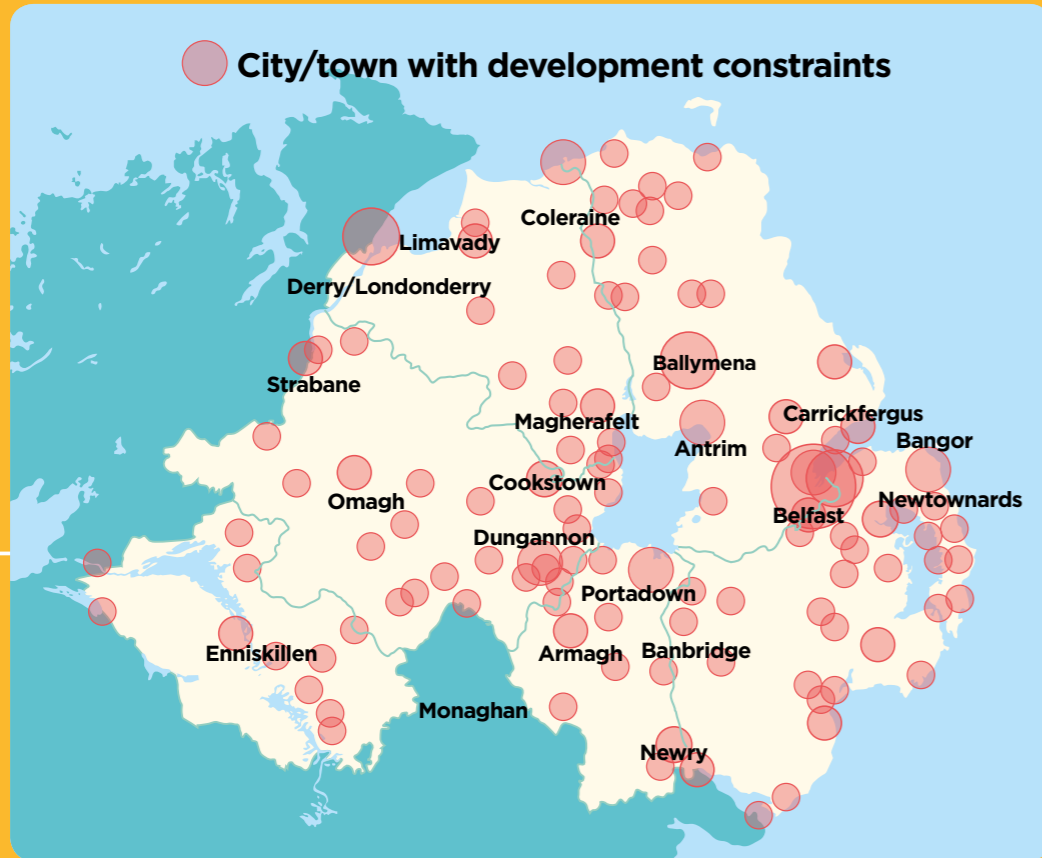 City/town with development constraints
Coleraine
Limavady
Derry/Londonderry
Ballymena
Strabane
Carrickfergus
Magherafelt
Bangor
Antrim
Cookstown
Omagh
Newtownards
Belfast
Dungannon
Portadown
Enniskillen
Armagh
Banbridge
Monaghan
Newry